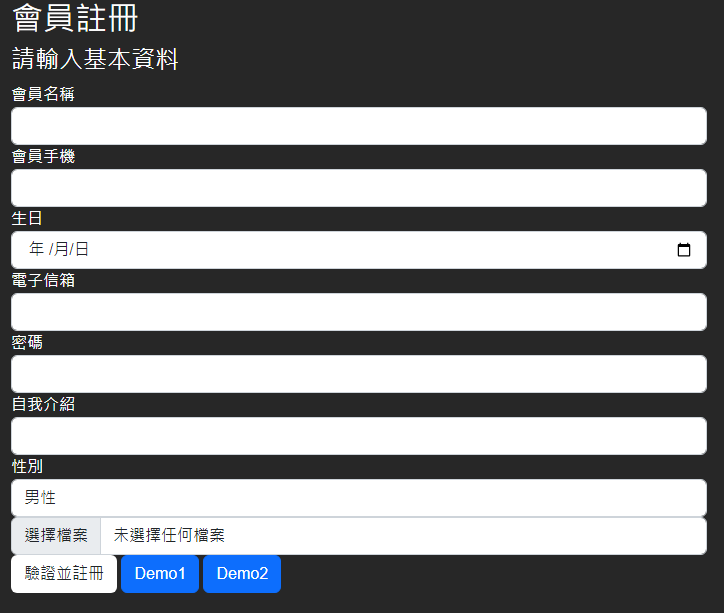 會員註冊
請輸入基本資料
會員名稱
會員手機
生日
年 /月/日
電子信箱
密碼
自我介紹
性別
男性
選擇檔案 未選擇任何檔案
驗證並註冊 Demo1 Demo2